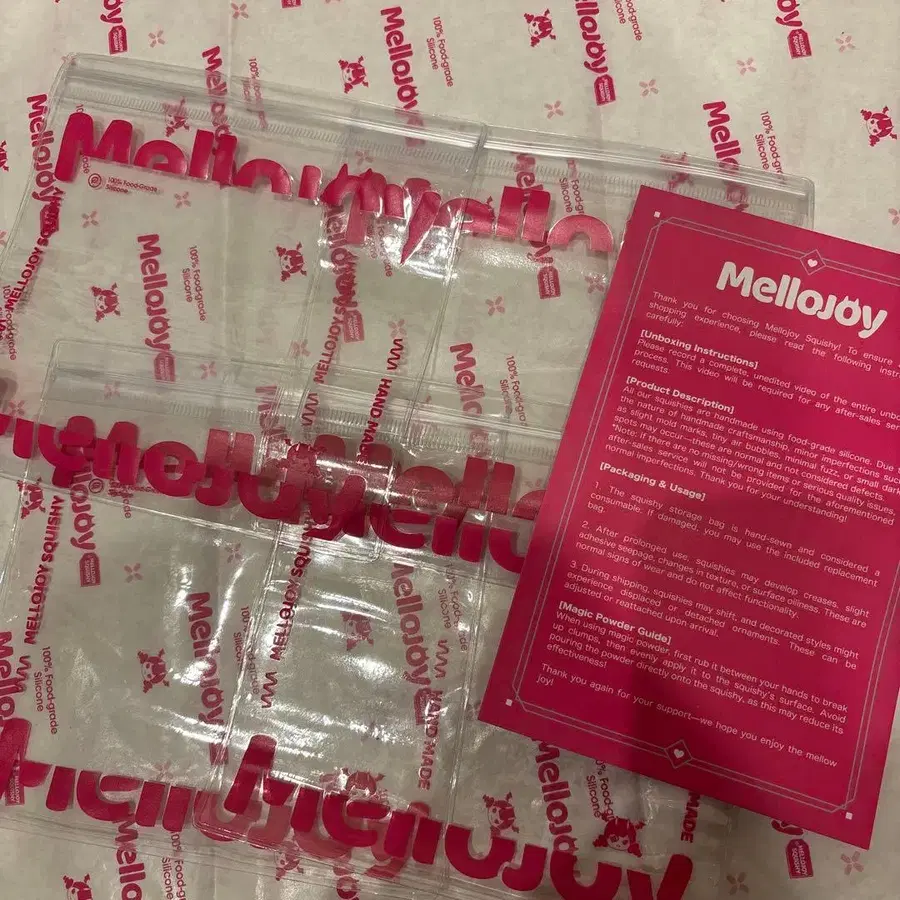 Mellojoy
100% Food-Grade
Silicone
MELLOJOY SQUISHY
HAND MADE
Mellojoy
100% Food-grade
Silicone
MELLOJOY
SQUISHY
Mellojoy
Thank you for choosing Mellojoy Squishy! To ensure
shopping experience, please read the following
carefully:
[Unboxing Instructions]
Please record a complete, unedited video of the entire
process. This video will be required for any after-sales
requests.
[Product Description]
All our squishies are handmade using food-grade silicone. Due
the nature of handmade craftsmanship, minor imperfections
as slight mold marks, tiny air bubbles, minimal fuzz, or small dark
spots may occur—these are normal and not considered defects.
*Note: If there are no missing/wrong items or serious quality issues,
after-sales service will not be provided for the aforementioned
normal imperfections. Thank you for your understanding!
[Packaging & Usage]
1. The squishy storage bag is hand-sewn and considered a
consumable. If damaged, you may use the included replacement
bag.
2. After prolonged use, squishies may develop creases, slight
adhesive seepage, changes in texture, or surface oiliness. These are
normal signs of wear and do not affect functionality.
3. During shipping, squishies may shift, and decorated styles might
experience displaced or detached ornaments. These can be
adjusted or reattached upon arrival.
[Magic Powder Guide]
When using magic powder, first rub it between your hands to break
up clumps, then evenly apply it to the squishy's surface. Avoid
pouring the powder directly onto the squishy, as this may reduce its
effectiveness!
Thank you again for your support—we hope you enjoy the mellow
joy!